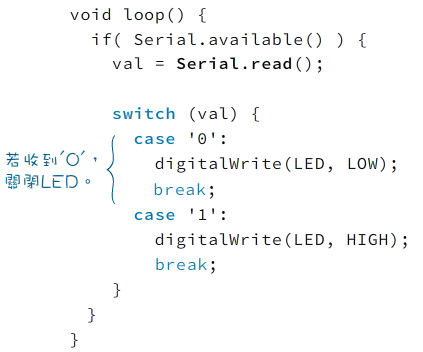 void loop() {
if( Serial.available() ) {
val = Serial.read();
switch (val) {
case '0':
digitalWrite(LED, LOW);
break;
case '1':
digitalWrite(LED, HIGH);
break;
}
}
}
若收到'0'，
關閉LED。